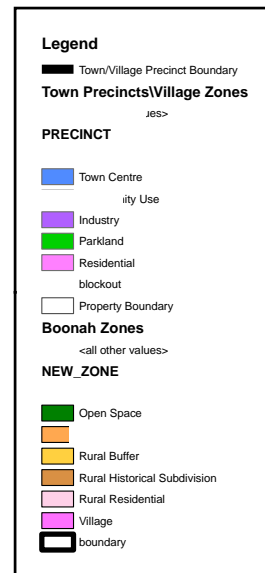 Legend
Town/Village Precinct Boundary
Town Precincts\Village Zones
PRECINCT
Town Centre
Use
Industry
Parkland
Residential
blockout
Property Boundary
Boonah Zones
<all other values>
NEW_ZONE
Open Space
Rural Buffer
Rural Historical Subdivision
Rural Residential
Village
boundary